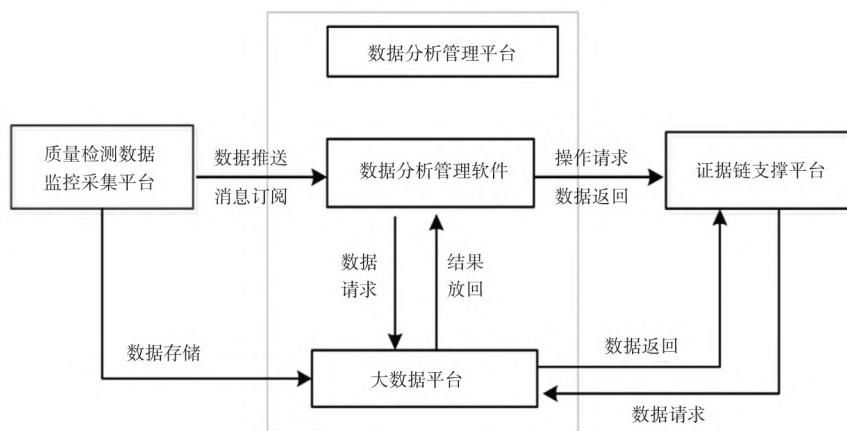 数据分析管理平台
质量检测数据
监控采集平台
数据推送
消息订阅
数据分析管理软件
操作请求
数据返回
证据链支撑平台
数据
请求
结果
放回
数据存储
大数据平台
数据返回
数据请求